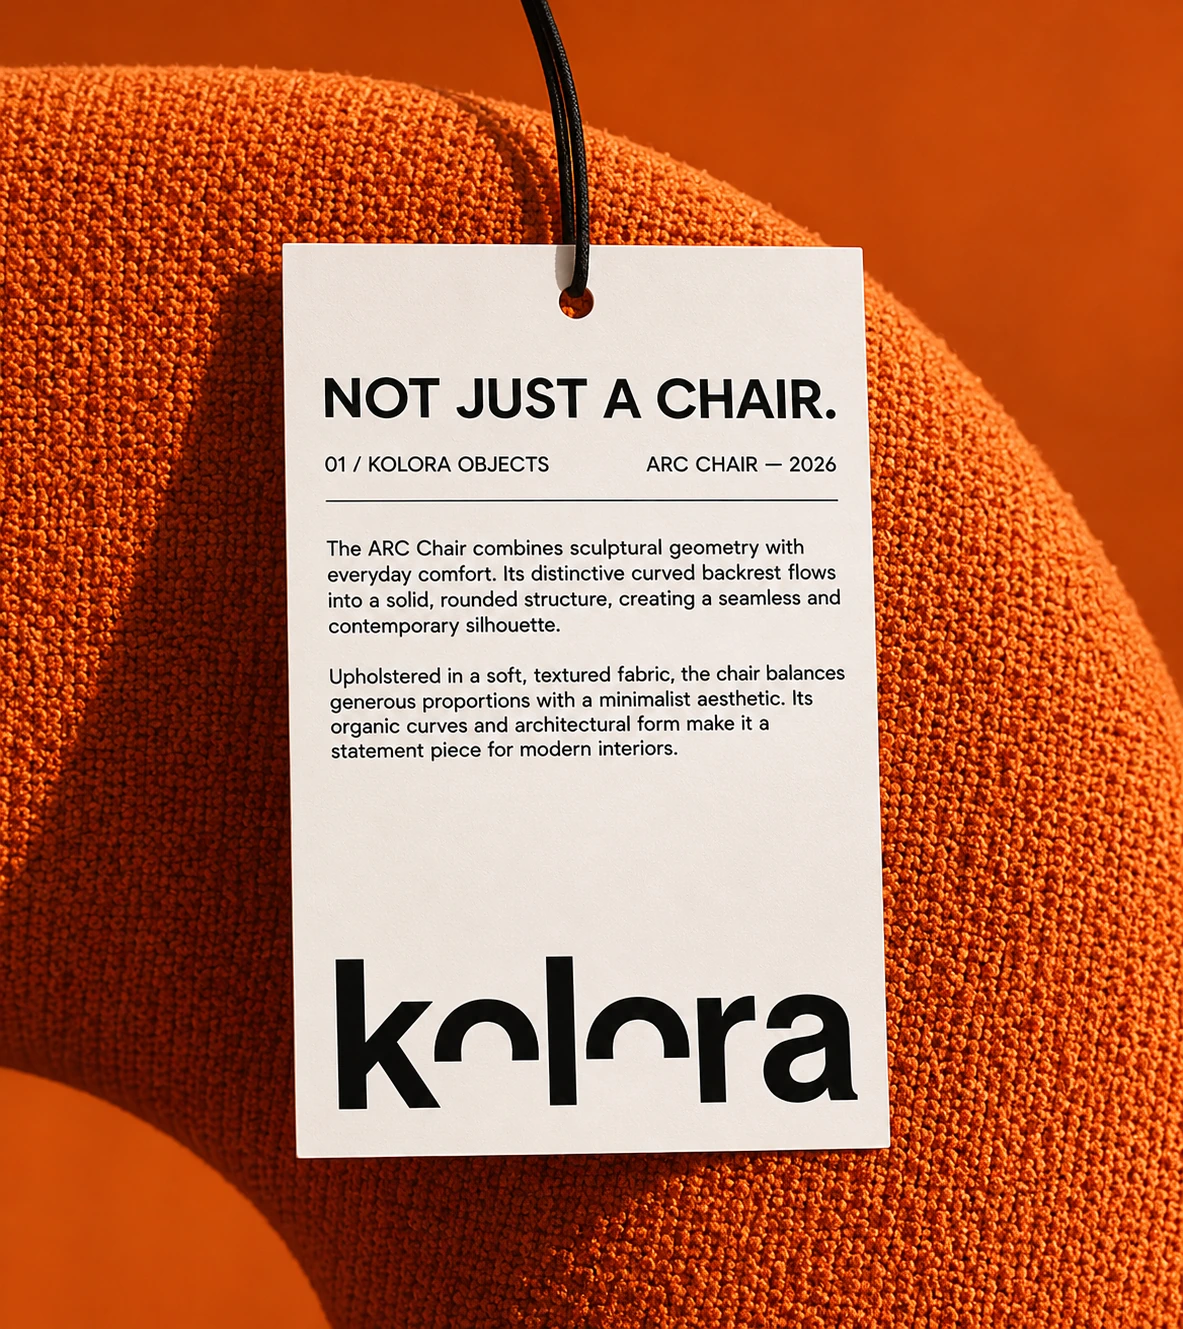 NOT JUST A CHAIR.
01 / KOLORA OBJECTS ARC CHAIR — 2026
The ARC Chair combines sculptural geometry with
everyday comfort. Its distinctive curved backrest flows
into a solid, rounded structure, creating a seamless and
contemporary silhouette.
Upholstered in a soft, textured fabric, the chair balances
generous proportions with a minimalist aesthetic. Its
organic curves and architectural form make it a
statement piece for modern interiors.
kolora